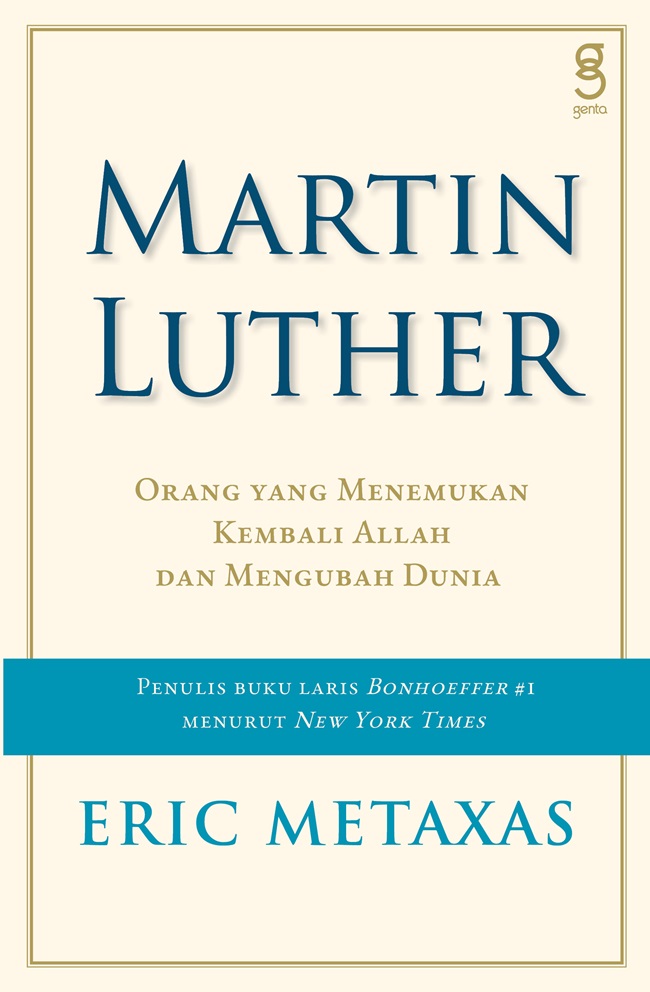 genta
MARTIN
LUTHER
ORANG YANG MENEMUKAN
KEMBALI ALLAH
DAN MENGUBAH DUNIA
PENULIS BUKU LARIS BONHOEFFER #1
MENURUT NEW YORK TIMES
ERIC METAXAS